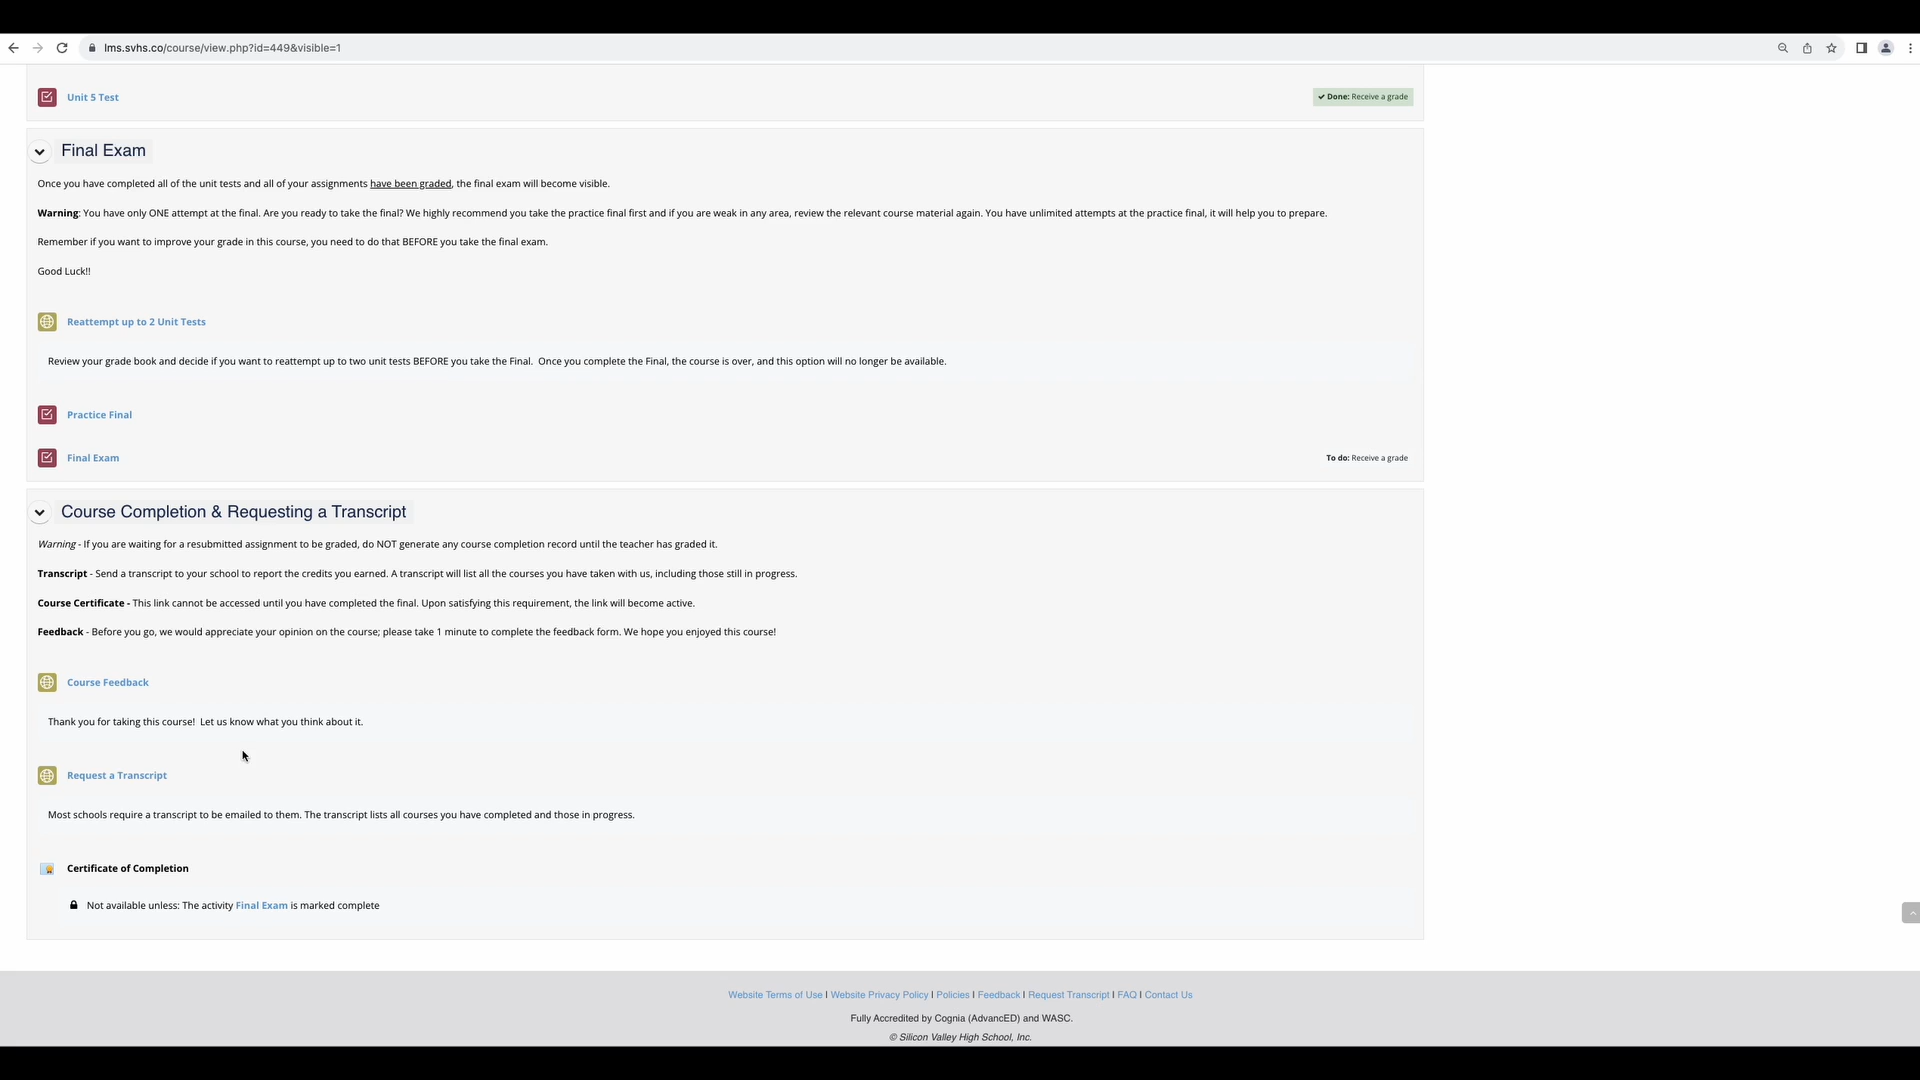 lms.svhs.co/course/view.php?id=449&visible=1
Unit 5 Test
✔ Done: Receive a grade
Final Exam
Once you have completed all of the unit tests and all of your assignments have been graded, the final exam will become visible.
Warning: You have only ONE attempt at the final. Are you ready to take the final? We highly recommend you take the practice final first and if you are weak in any area, review the relevant course material again. You have unlimited attempts at the practice final, it will help you to prepare.
Remember if you want to improve your grade in this course, you need to do that BEFORE you take the final exam.
Good Luck!!
Reattempt up to 2 Unit Tests
Review your grade book and decide if you want to reattempt up to two unit tests BEFORE you take the Final. Once you complete the Final, the course is over, and this option will no longer be available.
Practice Final
Final Exam
To do: Receive a grade
Course Completion & Requesting a Transcript
Warning - If you are waiting for a resubmitted assignment to be graded, do NOT generate any course completion record until the teacher has graded it.
Transcript - Send a transcript to your school to report the credits you earned. A transcript will list all the courses you have taken with us, including those still in progress.
Course Certificate - This link cannot be accessed until you have completed the final. Upon satisfying this requirement, the link will become active.
Feedback - Before you go, we would appreciate your opinion on the course; please take 1 minute to complete the feedback form. We hope you enjoyed this course!
Course Feedback
Thank you for taking this course! Let us know what you think about it.
Request a Transcript
Most schools require a transcript to be emailed to them. The transcript lists all courses you have completed and those in progress.
Certificate of Completion
Not available unless: The activity Final Exam is marked complete
Website Terms of Use I Website Privacy Policy I Policies I Feedback I Request Transcript I FAQ I Contact Us
Fully Accredited by Cognia (AdvancED) and WASC.
© Silicon Valley High School, Inc.